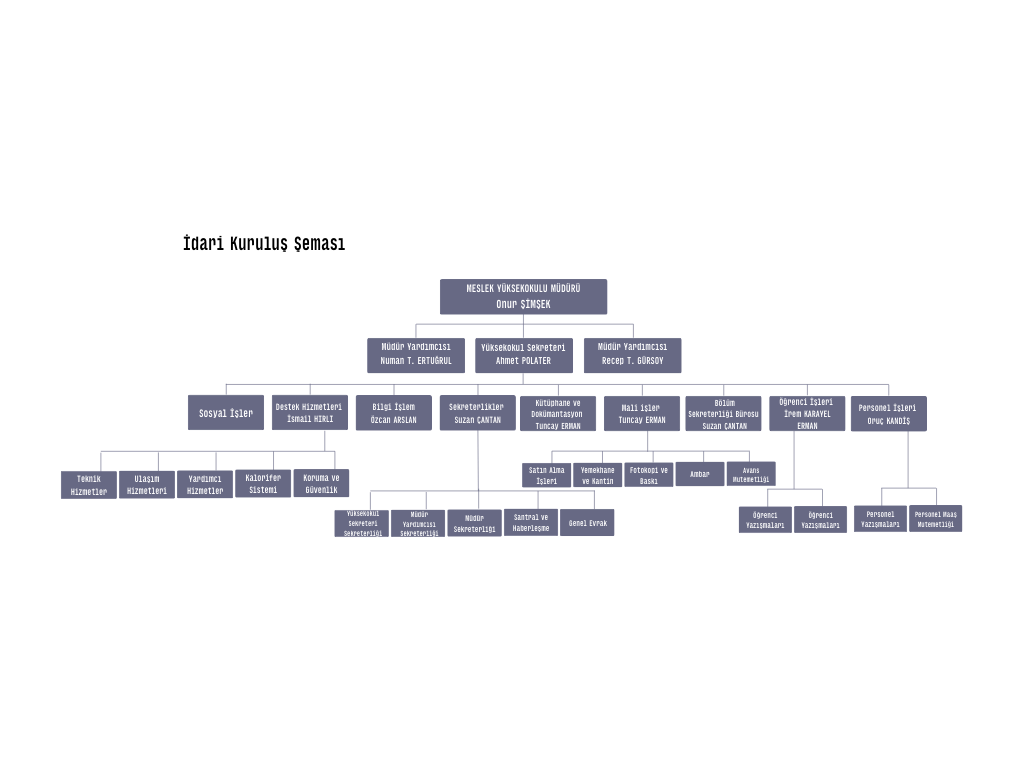 İdari Kuruluş Şeması
MESLEK YÜKSEKOKULU MÜDÜRÜ
Onur ŞİMŞEK
Müdür Yardımcısı
Numan T. ERTUĞRUL
Yüksekokul Sekreteri
Ahmet POLATER
Müdür Yardımcısı
Recep T. GÜRSOY
Sosyal İşler
Destek Hizmetleri
İsmail HIRLI
Bilgi İşlem
Özcan ARSLAN
Sekreterlikler
Suzan ÇANTAN
Kütüphane ve
Dokümantasyon
Tuncay ERMAN
Mali işler
Tuncay ERMAN
Bölüm
Sekreterliği Bürosu
Suzan ÇANTAN
Öğrenci İşleri
İrem KARAYEL
ERMAN
Personel İşleri
Oruç KANDİŞ
Teknik
Hizmetler
Ulaşım
Hizmetleri
Yardımcı
Hizmetler
Kalorifer
Sistemi
Koruma ve
Güvenlik
Satın Alma
İşleri
Yemekhane
ve Kantin
Fotokopi ve
Baskı
Ambar
Avans
Mutemetliği
Yüksekokul
Sekreteri
Sekreterliği
Müdür
Yardımcısı
Sekreterliği
Müdür
Sekreterliği
Santral ve
Haberleşme
Genel Evrak
Öğrenci
Yazışmaları
Öğrenci
Yazışmaları
Personel
Yazışmaları
Personel Maaş
Mutemetliği